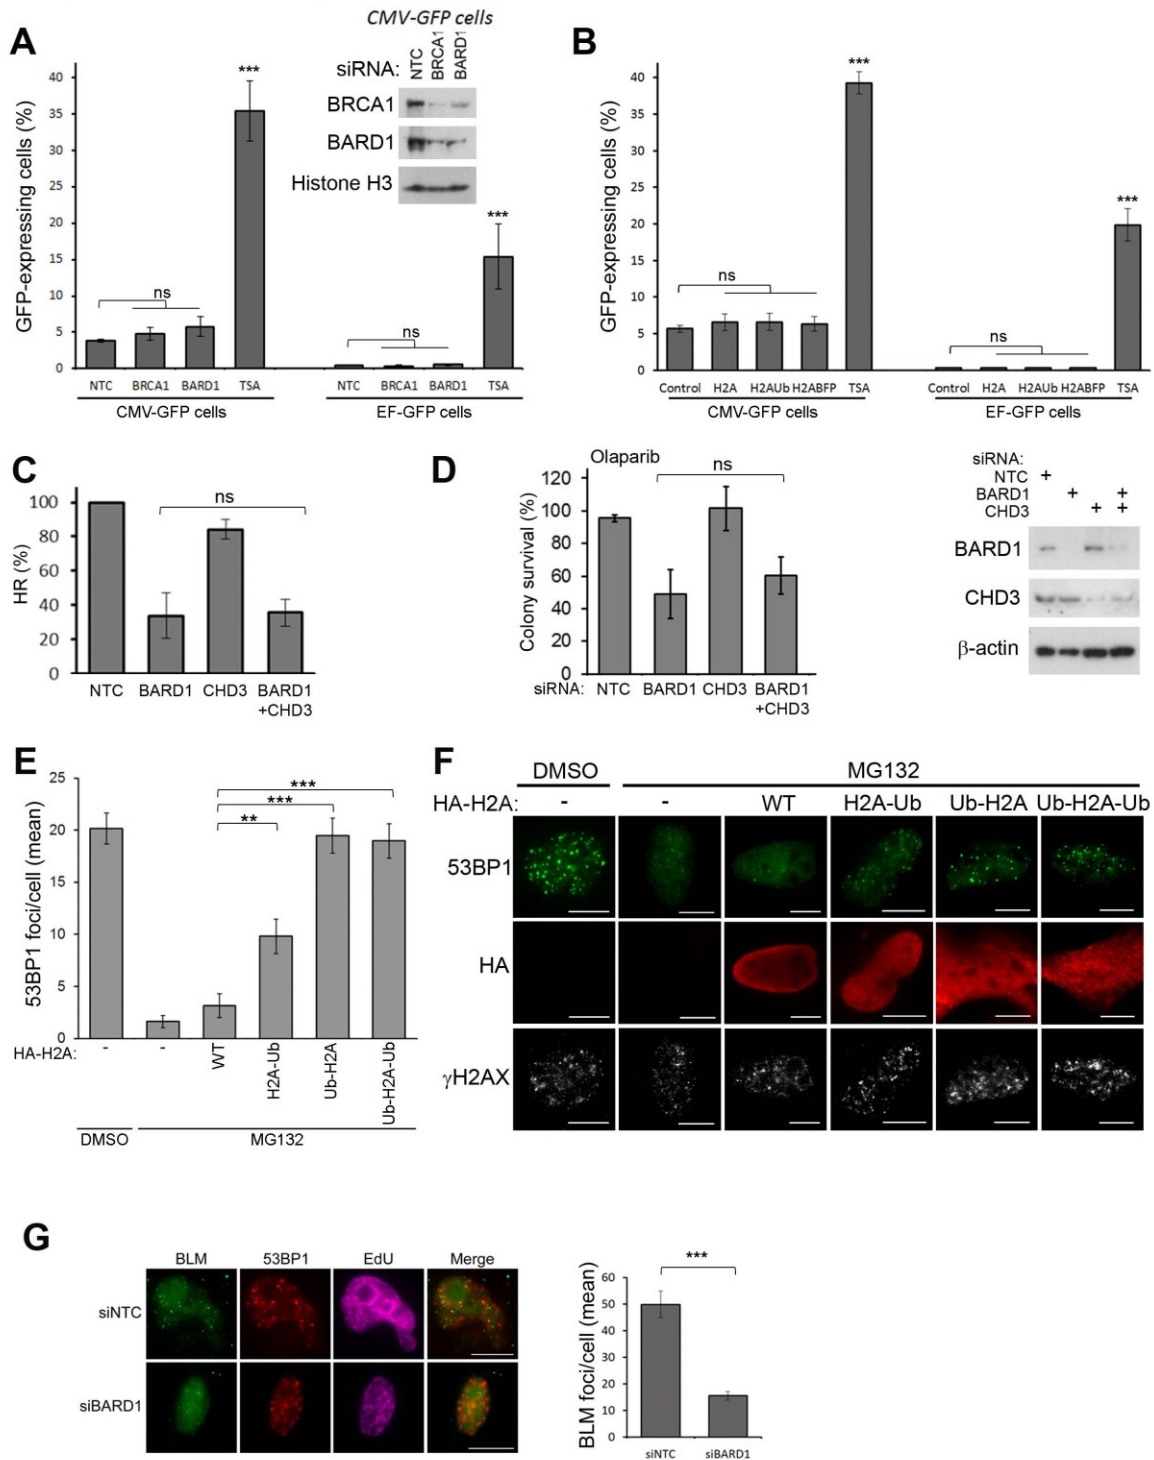 A
CMV-GFP cells
siRNA:
NTC
BRCA1
BARD1
BRCA1
BARD1
Histone H3
GFP-expressing cells (%)
40
35
30
25
20
15
10
5
0
***
***
ns
ns
NTC BRCA1 BARD1 TSA
NTC BRCA1 BARD1 TSA
CMV-GFP cells
EF-GFP cells
B
GFP-expressing cells (%)
40
35
30
25
20
15
10
5
0
***
***
ns
ns
Control H2A H2AUb H2ABFP TSA
Control H2A H2AUb H2ABFP TSA
CMV-GFP cells
EF-GFP cells
C
HR (%)
100
80
60
40
20
0
ns
NTC BARD1 CHD3 BARD1
+CHD3
D
Olaparib
Colony survival (%)
120
100
80
60
40
20
0
ns
siRNA: NTC BARD1 CHD3 BARD1
+CHD3
siRNA:
NTC +
BARD1 + +
CHD3 + +
BARD1
CHD3
β-actin
E
53BP1 foci/cell (mean)
25
20
15
10
5
0
***
***
**
HA-H2A: - - WT H2A-Ub Ub-H2A Ub-H2A-Ub
DMSO MG132
F
DMSO MG132
HA-H2A: - - WT H2A-Ub Ub-H2A Ub-H2A-Ub
53BP1
HA
γH2AX
G
BLM 53BP1 EdU Merge
siNTC
siBARD1
BLM foci/cell (mean)
60
50
40
30
20
10
0
***
siNTC siBARD1